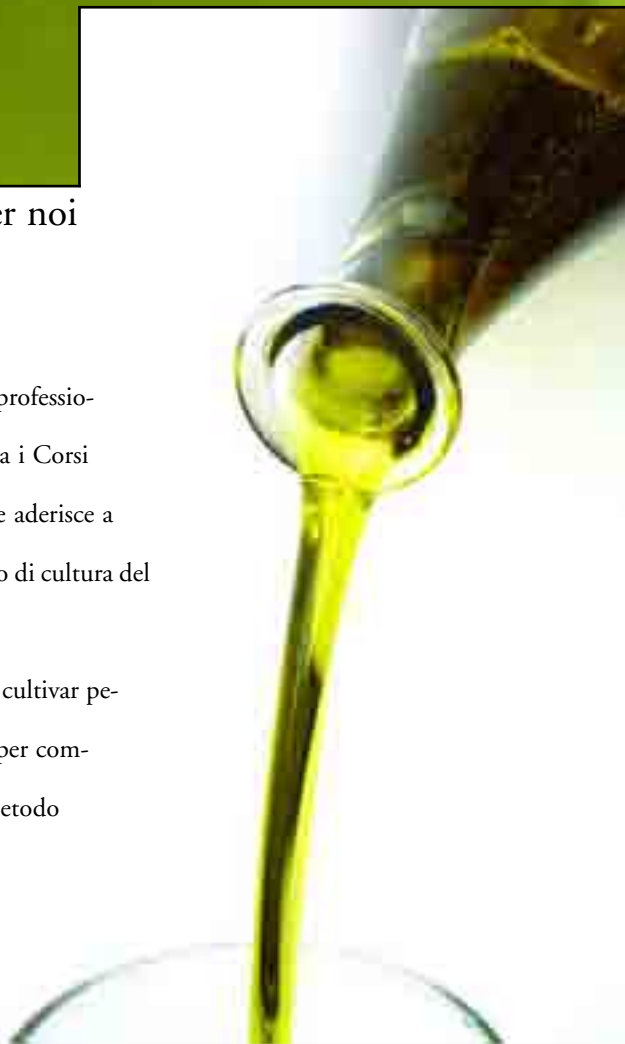 er noi
professio-
a i Corsi
e aderisce a
o di cultura del
cultivar pe-
per com-
etodo